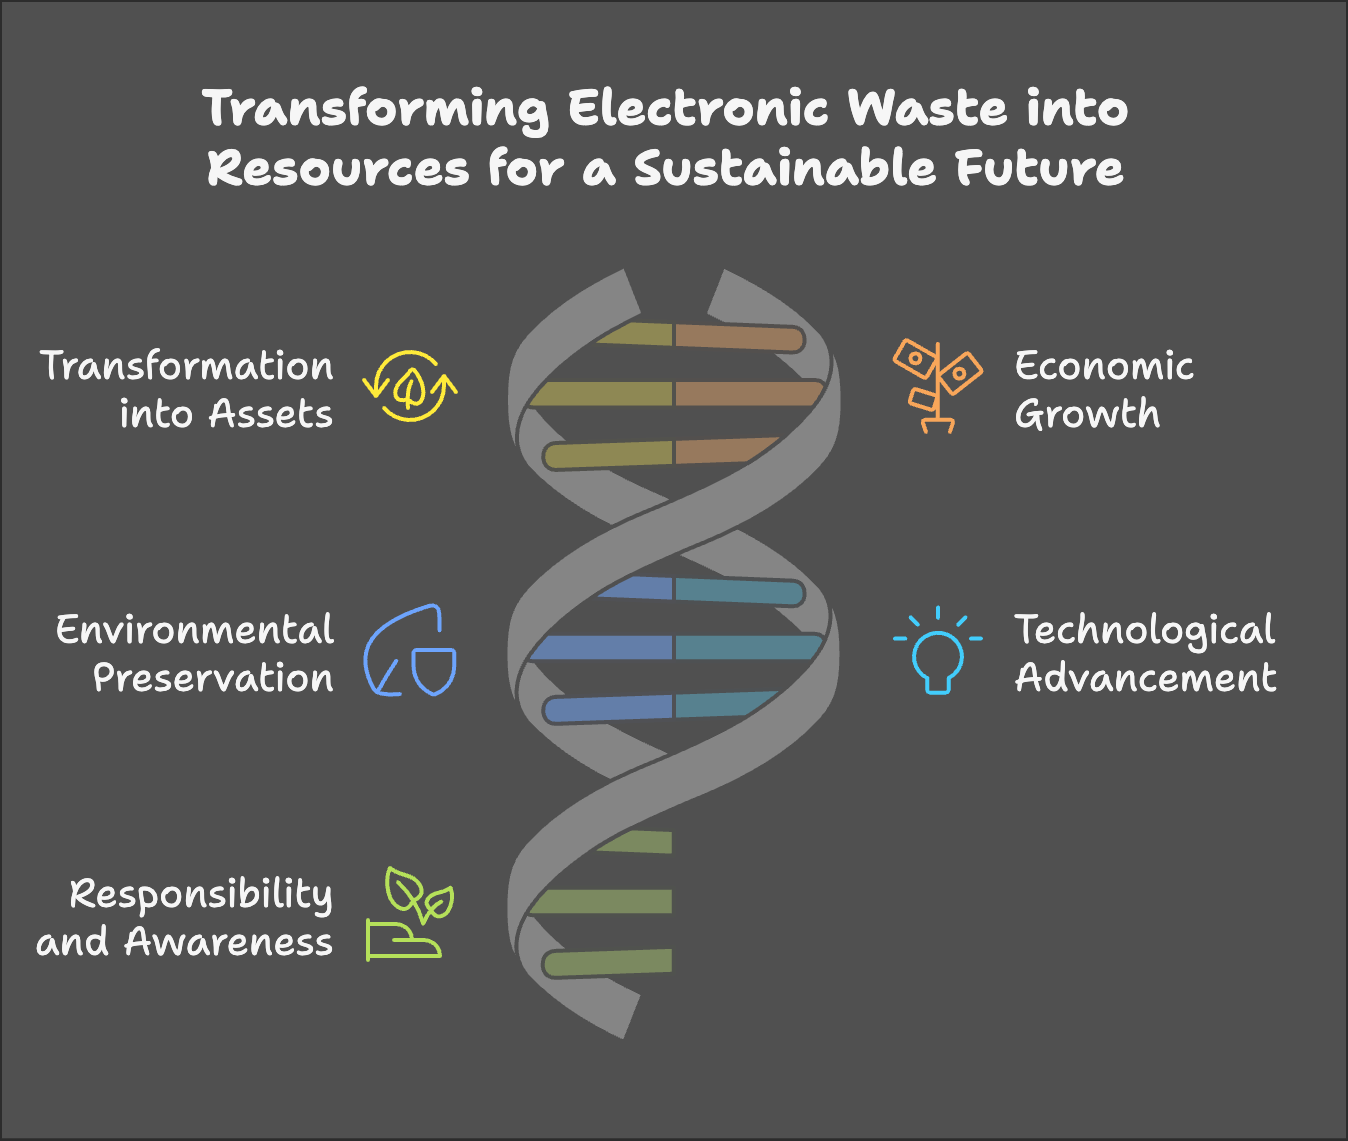 Transforming Electronic Waste into
Resources for a Sustainable Future
Transformation
into Assets
Economic
Growth
Environmental
Preservation
Technological
Advancement
Responsibility
and Awareness